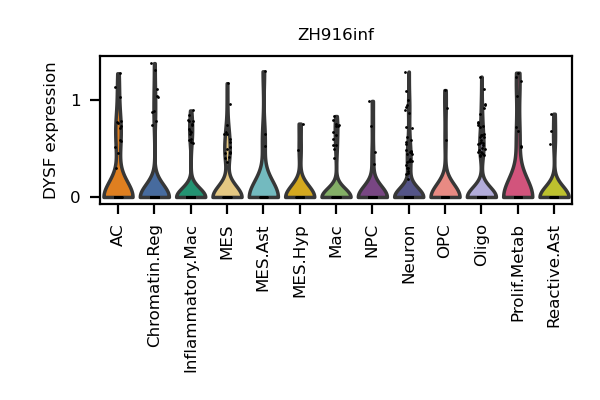 ZH916inf
DYSF expression
1
0
AC
Chromatin.Reg
Inflammatory.Mac
MES
MES.Ast
MES.Hyp
Mac
NPC
Neuron
OPC
Oligo
Prolif.Metab
Reactive.Ast